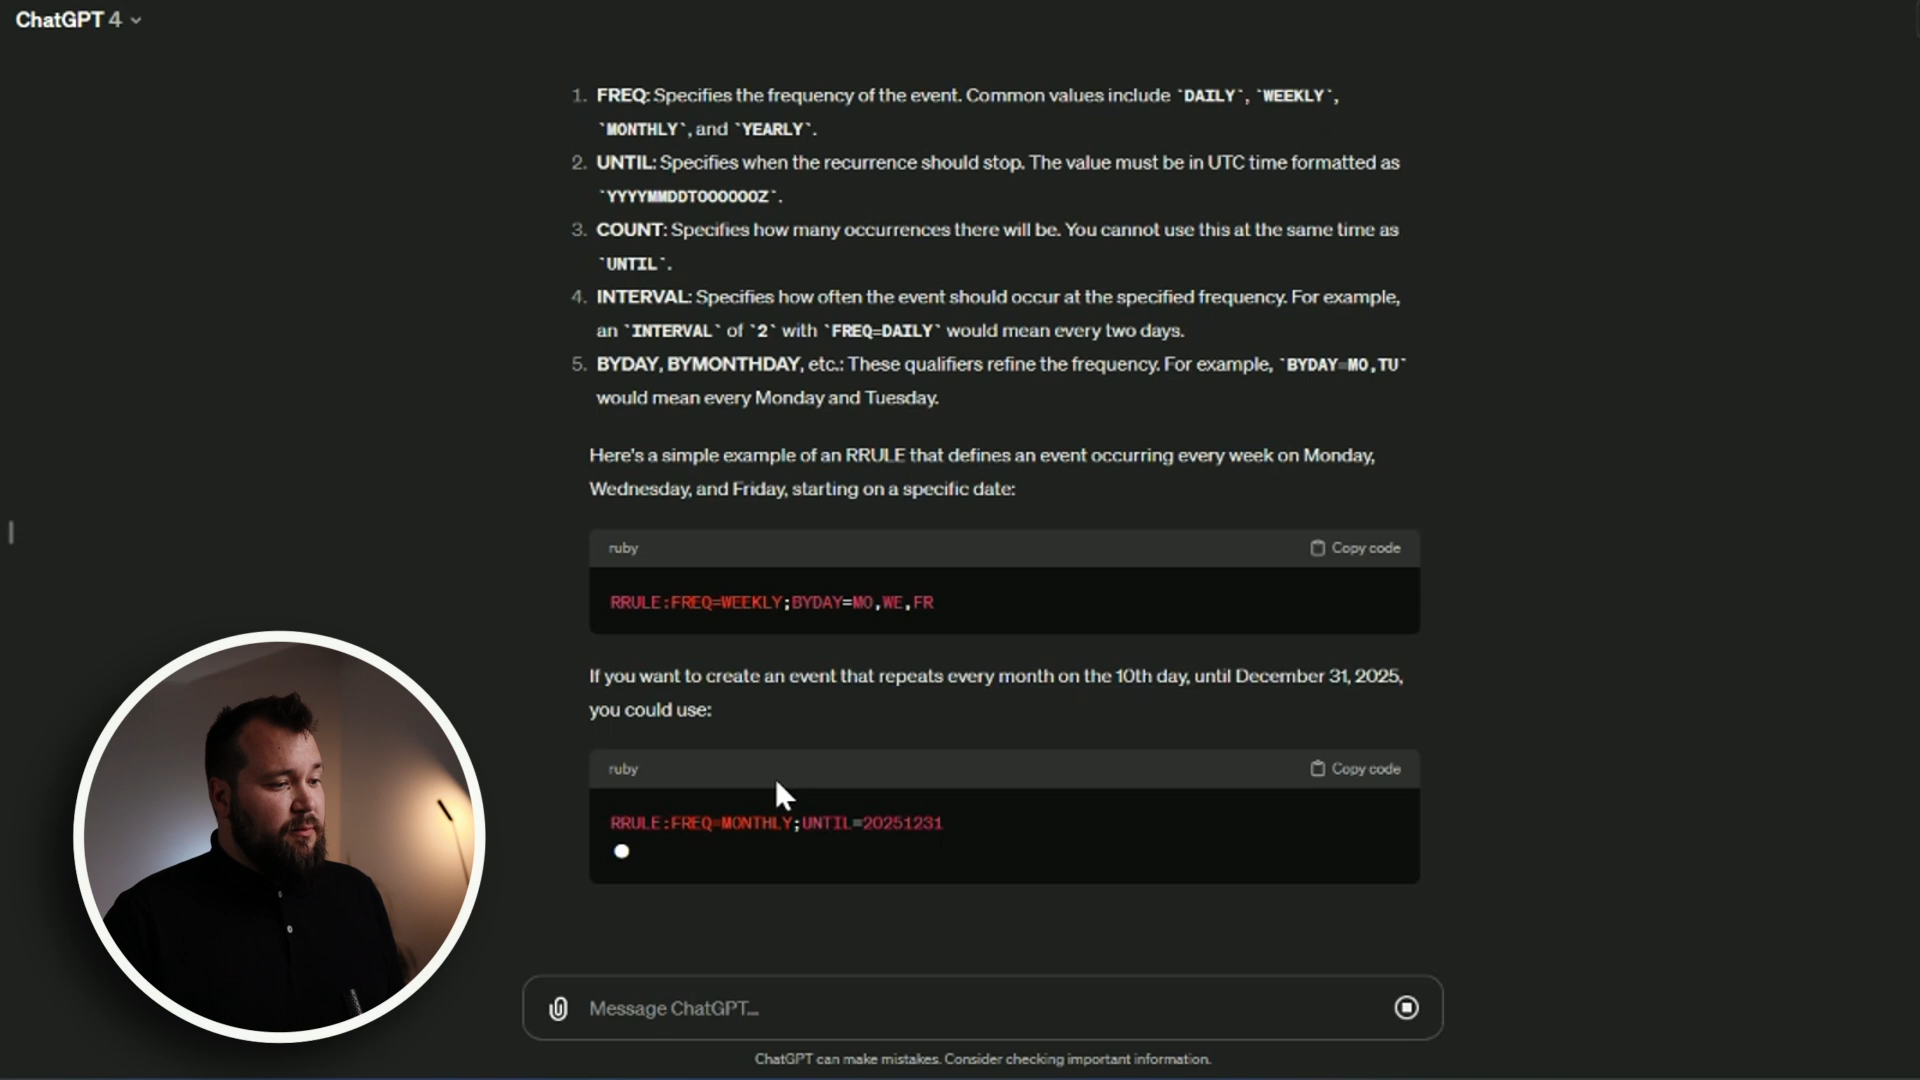 ChatGPT 4
1. FREQ: Specifies the frequency of the event. Common values include `DAILY`, `WEEKLY`,
`MONTHLY`, and `YEARLY`.
2. UNTIL: Specifies when the recurrence should stop. The value must be in UTC time formatted as
`YYYYMMDDT000000Z`.
3. COUNT: Specifies how many occurrences there will be. You cannot use this at the same time as
`UNTIL`.
4. INTERVAL: Specifies how often the event should occur at the specified frequency. For example,
an `INTERVAL` of `2` with `FREQ=DAILY` would mean every two days.
5. BYDAY, BYMONTHDAY, etc.: These qualifiers refine the frequency. For example, `BYDAY=MO,TU`
would mean every Monday and Tuesday.
Here's a simple example of an RRULE that defines an event occurring every week on Monday,
Wednesday, and Friday, starting on a specific date:
ruby Copy code
RRULE:FREQ=WEEKLY;BYDAY=MO,WE,FR
If you want to create an event that repeats every month on the 10th day, until December 31, 2025,
you could use:
ruby Copy code
RRULE:FREQ=MONTHLY;UNTIL=20251231
Message ChatGPT...
ChatGPT can make mistakes. Consider checking important information.